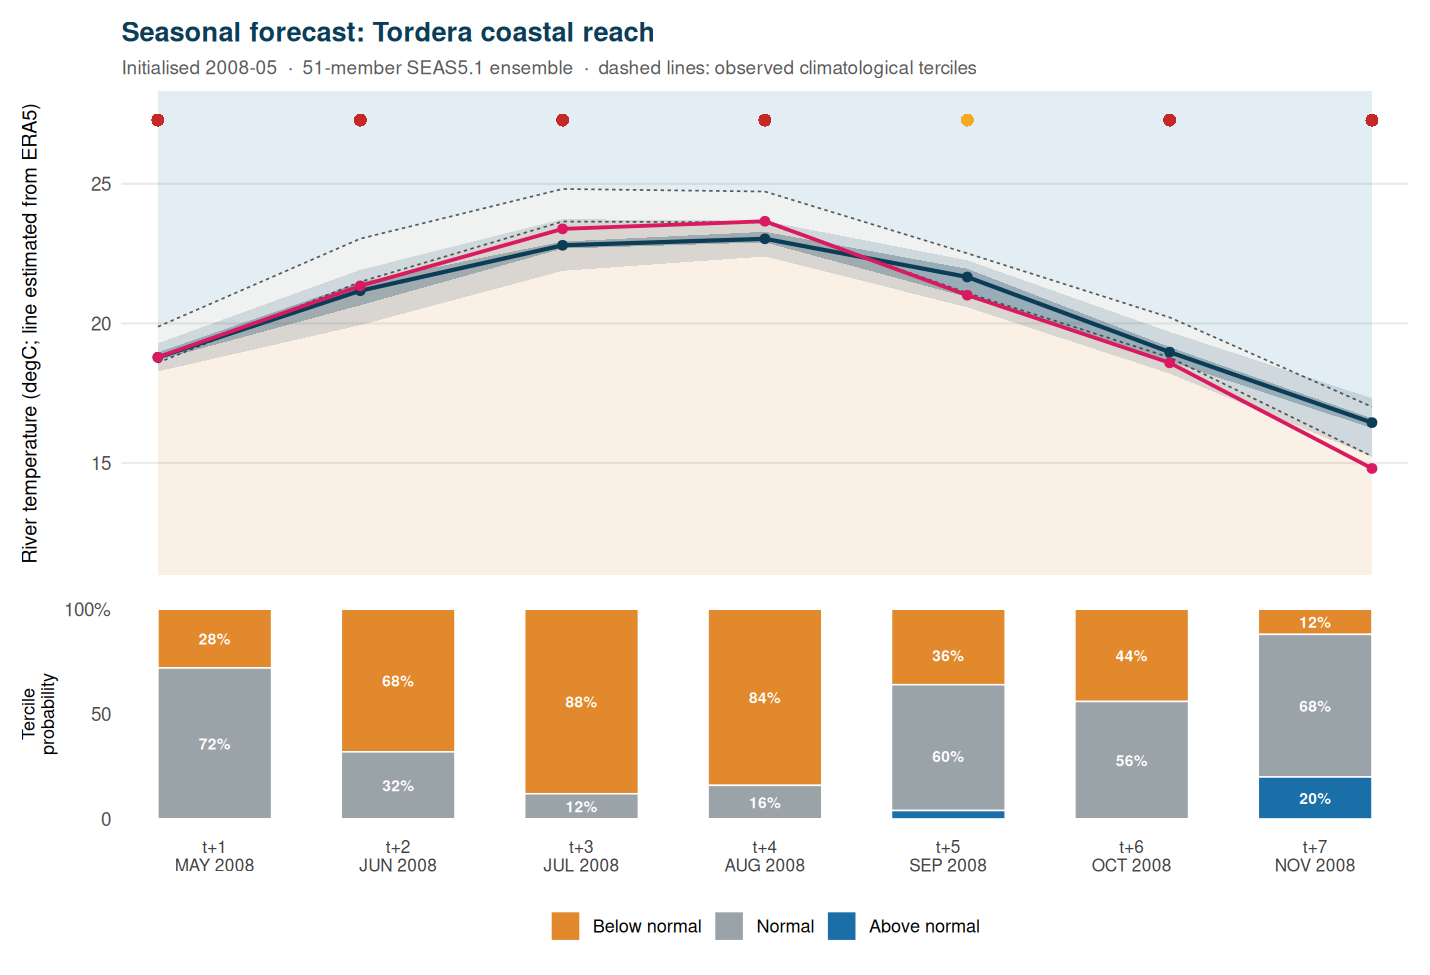 Seasonal forecast: Tordera coastal reach
Initialised 2008-05 · 51-member SEAS5.1 ensemble · dashed lines: observed climatological terciles
River temperature (degC; line estimated from ERA5)
25
20
15
Tercile
probability
100%
50
0
28%
72%
68%
32%
88%
12%
84%
16%
36%
60%
44%
56%
12%
68%
20%
t+1
MAY 2008
t+2
JUN 2008
t+3
JUL 2008
t+4
AUG 2008
t+5
SEP 2008
t+6
OCT 2008
t+7
NOV 2008
Below normal
Normal
Above normal